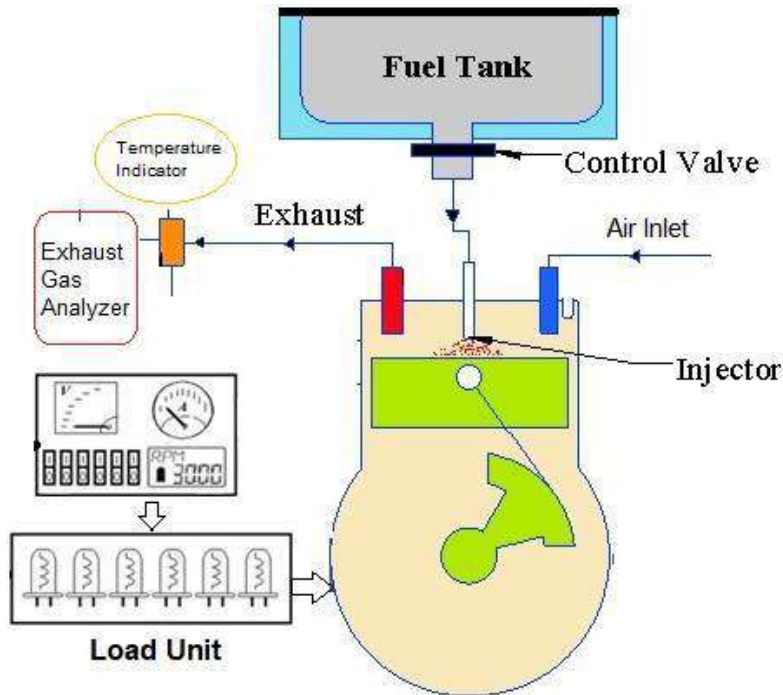 Fuel Tank
Temperature
Indicator
Control Valve
Exhaust
Air Inlet
Exhaust
Gas
Analyzer
Injector
V
A
RPM
3000
Load Unit